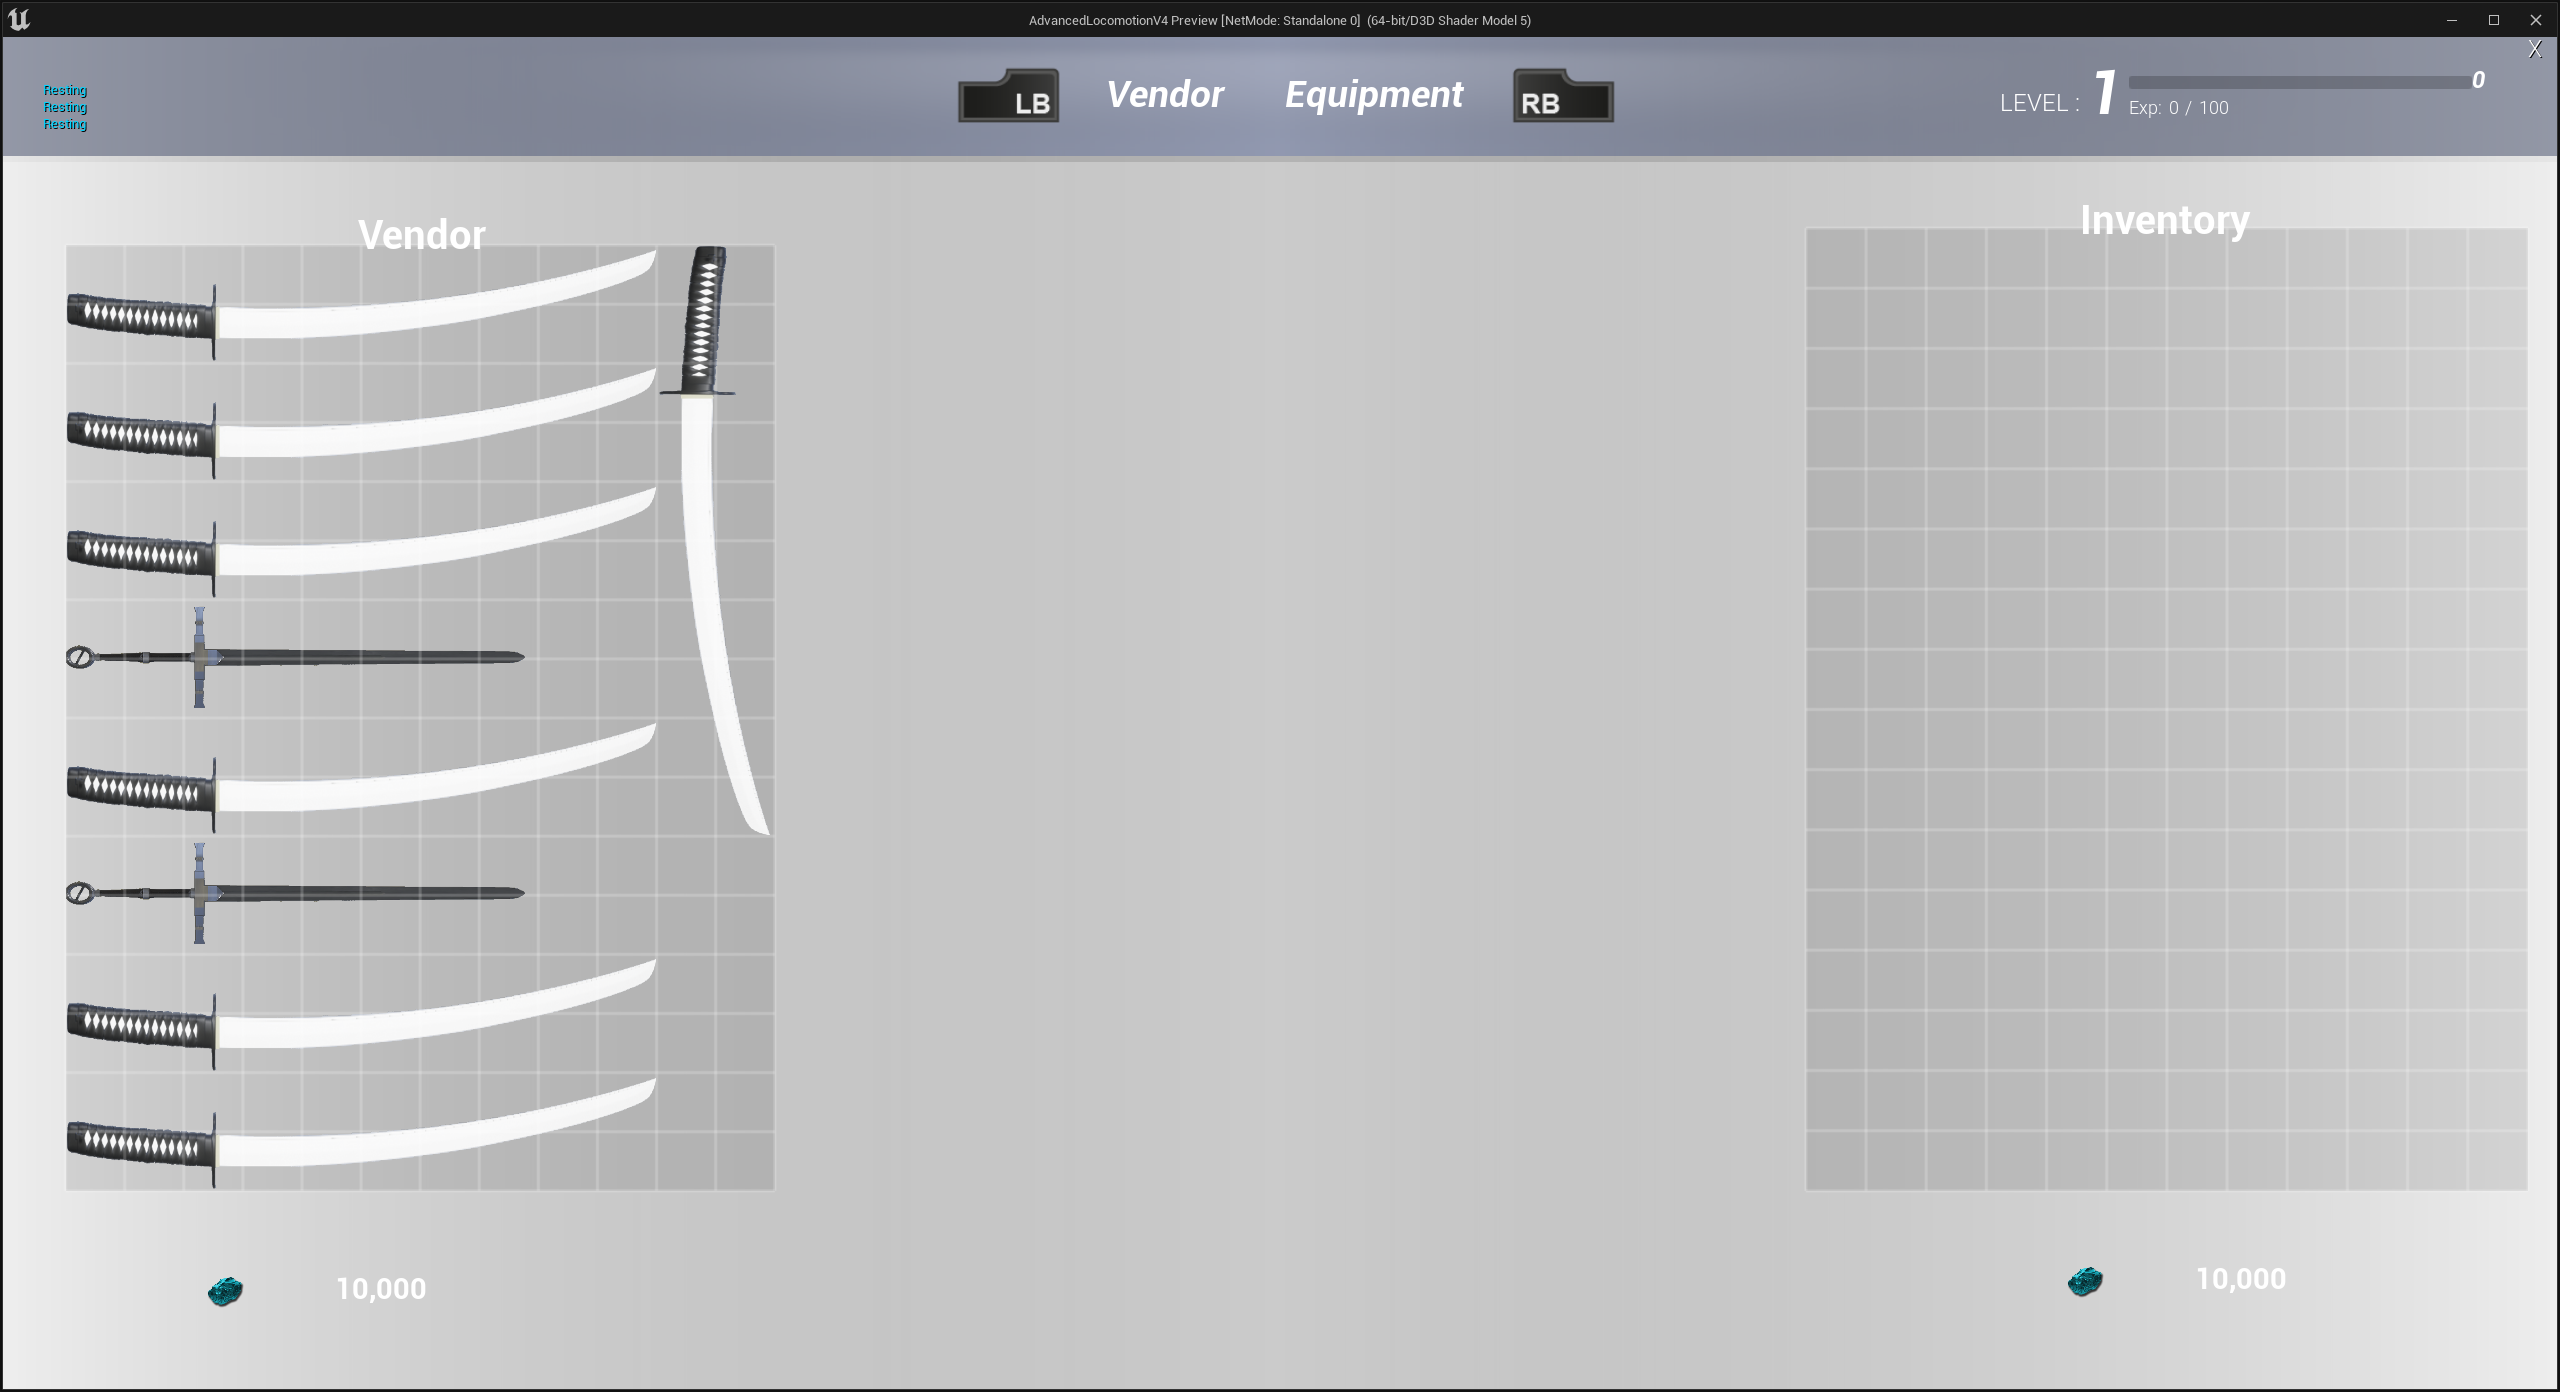 AdvancedLocomotionV4 Preview [NetMode: Standalone 0] (64-bit/D3D Shader Model 5)
X
Resting
Resting
Resting
LB Vendor Equipment RB
LEVEL : 1 0
Exp: 0 / 100
Vendor
Inventory
10,000
10,000